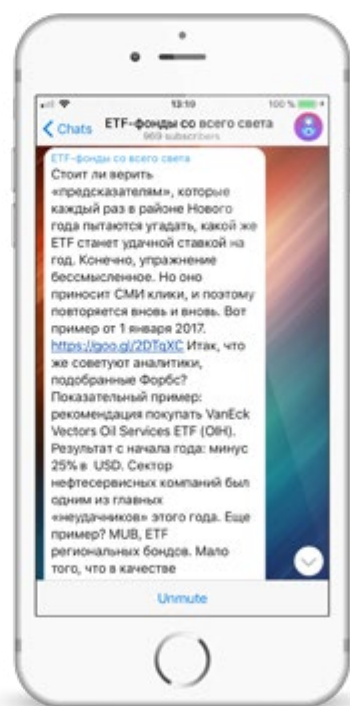 13:19
100 %
Chats
ETF-фонды со всего света
969 subscribers
ETF-фонды со всего света
Стоит ли верить
«предсказателям», которые
каждый раз в районе Нового
года пытаются угадать, какой же
ETF станет удачной ставкой на
год. Конечно, упражнение
бессмысленное. Но оно
приносит СМИ клики, и поэтому
повторяется вновь и вновь. Вот
пример от 1 января 2017.
https://goo.gl/2DTqXC Итак, что
же советуют аналитики,
подобранные Форбс?
Показательный пример:
рекомендация покупать VanEck
Vectors Oil Services ETF (OIH).
Результат с начала года: минус
25% в USD. Сектор
нефтесервисных компаний был
одним из главных
«неудачников» этого года. Еще
пример? MUB, ETF
региональных бондов. Мало
того, что в качестве
Unmute